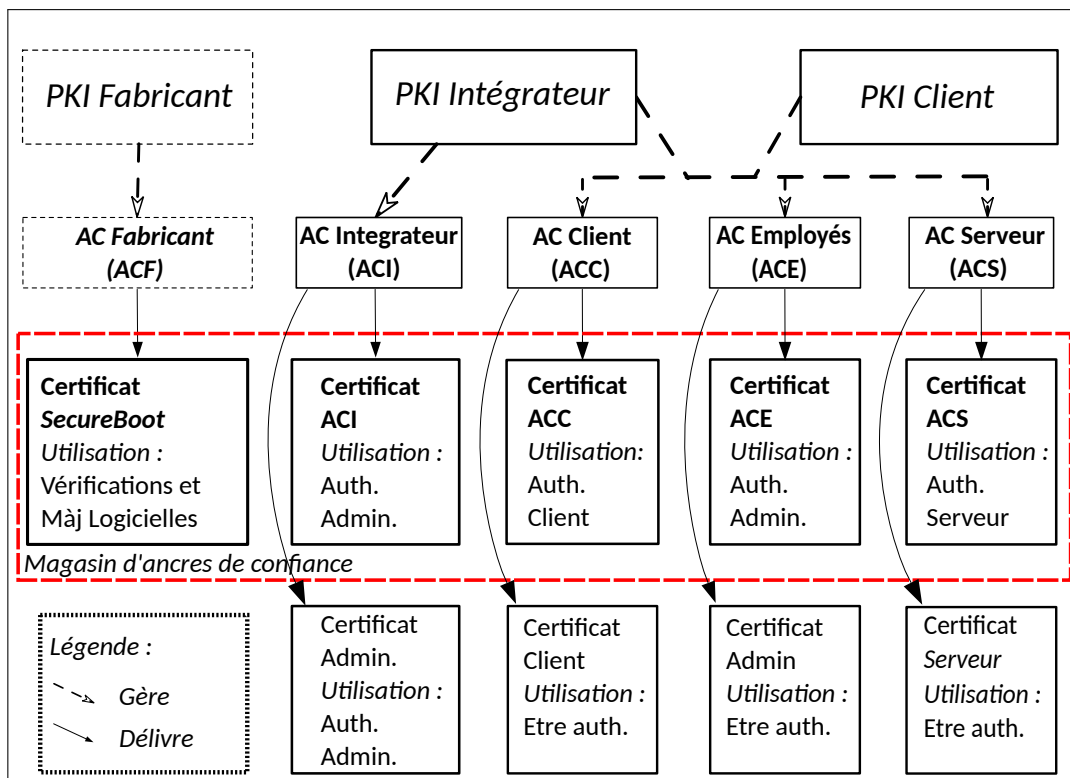 PKI Fabricant
PKI Intégrateur
PKI Client
AC Fabricant
(ACF)
AC Integrateur
(ACI)
AC Client
(ACC)
AC Employés
(ACE)
AC Serveur
(ACS)
Certificat
SecureBoot
Utilisation :
Vérifications et
Màj Logicielles
Certificat
ACI
Utilisation :
Auth.
Admin.
Certificat
ACC
Utilisation:
Auth.
Client
Certificat
ACE
Utilisation :
Auth.
Admin.
Certificat
ACS
Utilisation :
Auth.
Serveur
Magasin d'ancres de confiance
Légende :
Gère
Délivre
Certificat
Admin.
Utilisation :
Auth.
Admin.
Certificat
Client
Utilisation :
Etre auth.
Certificat
Admin
Utilisation :
Etre auth.
Certificat
Serveur
Utilisation :
Etre auth.